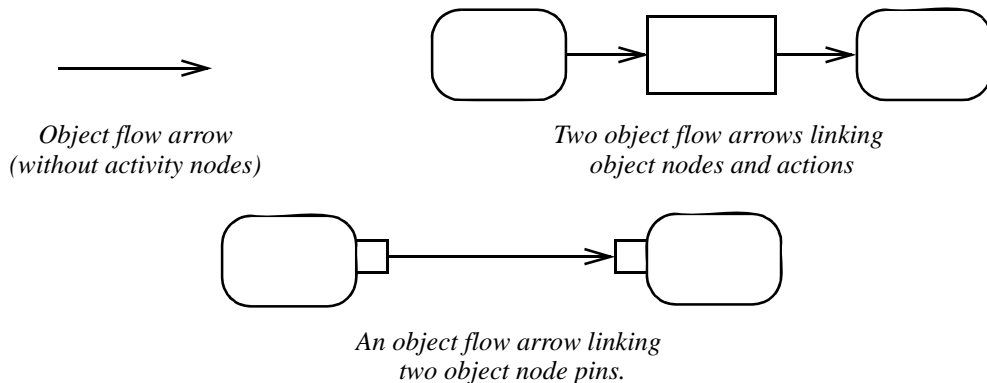 Object flow arrow
(without activity nodes)
Two object flow arrows linking
object nodes and actions
An object flow arrow linking
two object node pins.